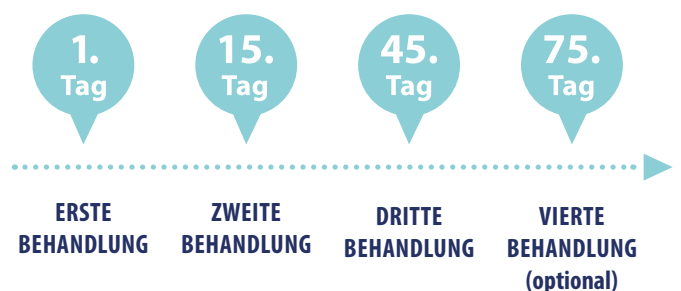 1.
Tag
15.
Tag
45.
Tag
75.
Tag
ERSTE
BEHANDLUNG
ZWEITE
BEHANDLUNG
DRITTE
BEHANDLUNG
VIERTE
BEHANDLUNG
(optional)